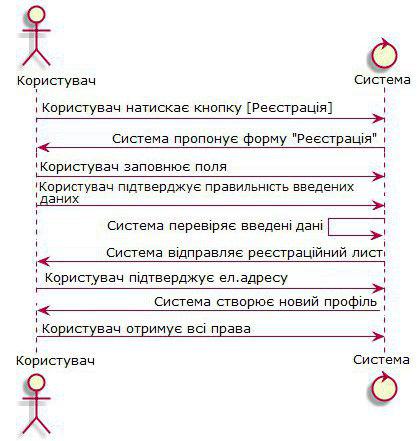 Користувач
Система
Користувач натискає кнопку [Реєстрація]
Система пропонує форму "Реєстрація"
Користувач заповнює поля
Користувач підтверджує правильність введених
даних
Система перевіряє введені дані
Система відправляє реєстраційний лист
Користувач підтверджує ел.адресу
Система створює новий профіль
Користувач отримує всі права
Користувач
Система